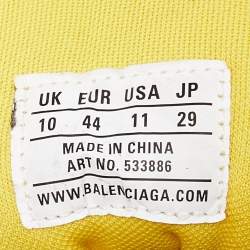 UK EUR USA JP
10 44 11 29
MADE IN CHINA
ART NO. 533886
WWW.BALENCIAGA.COM